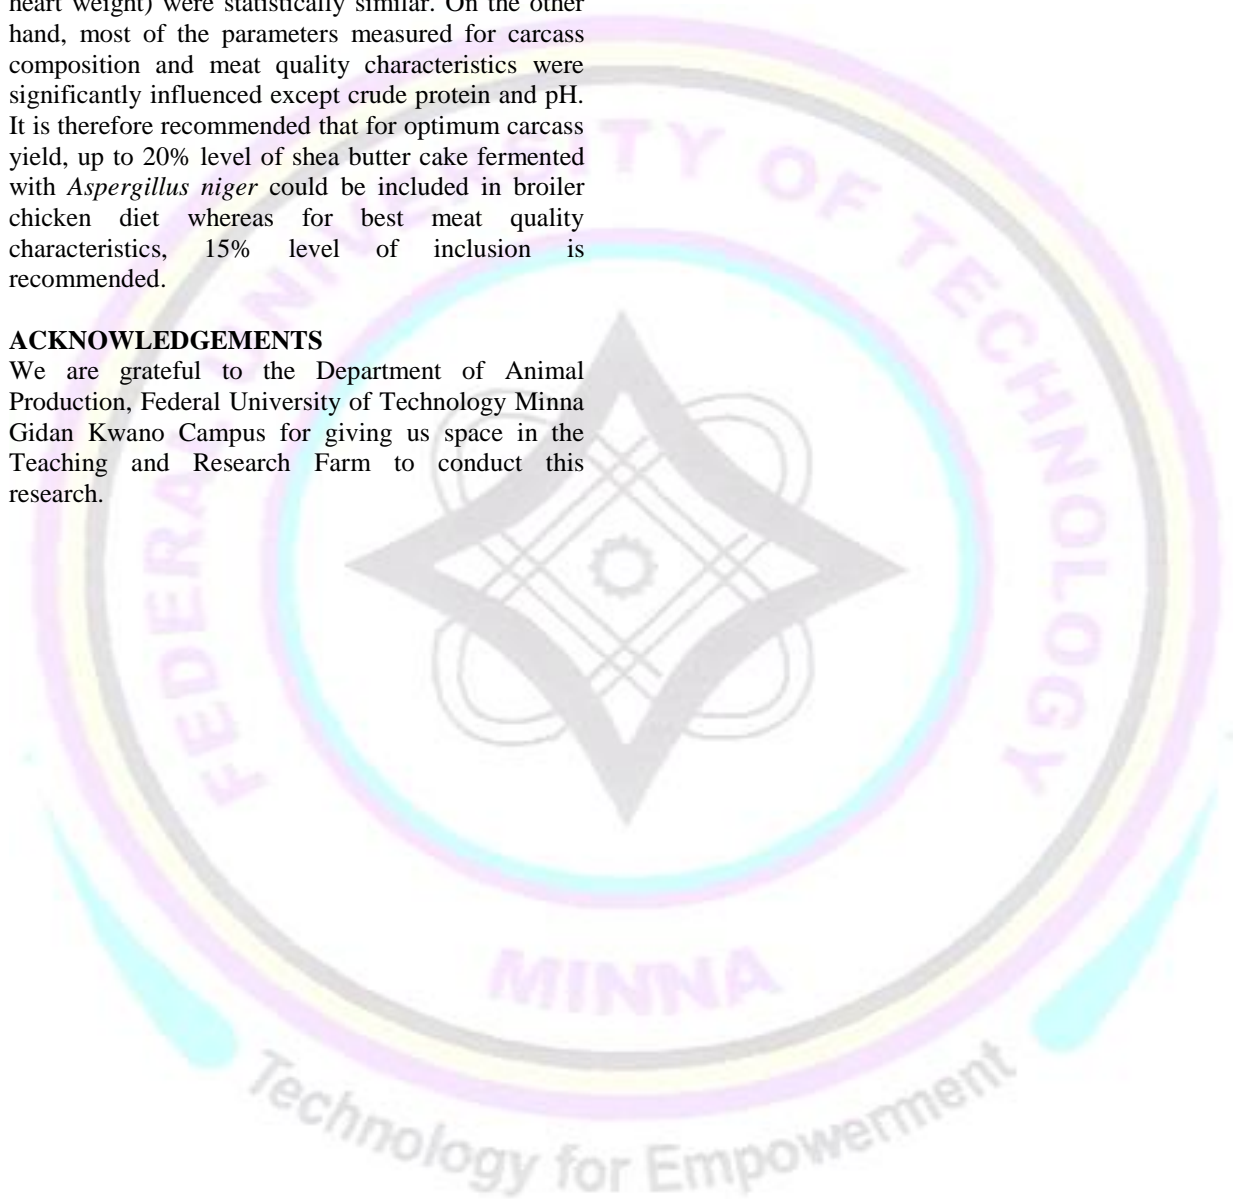 heart weight) were statistically similar. On the other
hand, most of the parameters measured for carcass
composition and meat quality characteristics were
significantly influenced except crude protein and pH.
It is therefore recommended that for optimum carcass
yield, up to 20% level of shea butter cake fermented
with Aspergillus niger could be included in broiler
chicken diet whereas for best meat quality
characteristics, 15% level of inclusion is
recommended.
ACKNOWLEDGEMENTS
We are grateful to the Department of Animal
Production, Federal University of Technology Minna
Gidan Kwano Campus for giving us space in the
Teaching and Research Farm to conduct this
research.
FEDERAL UNIVERSITY OF TECHNOLOGY
MINNA
Technology for Empowerment